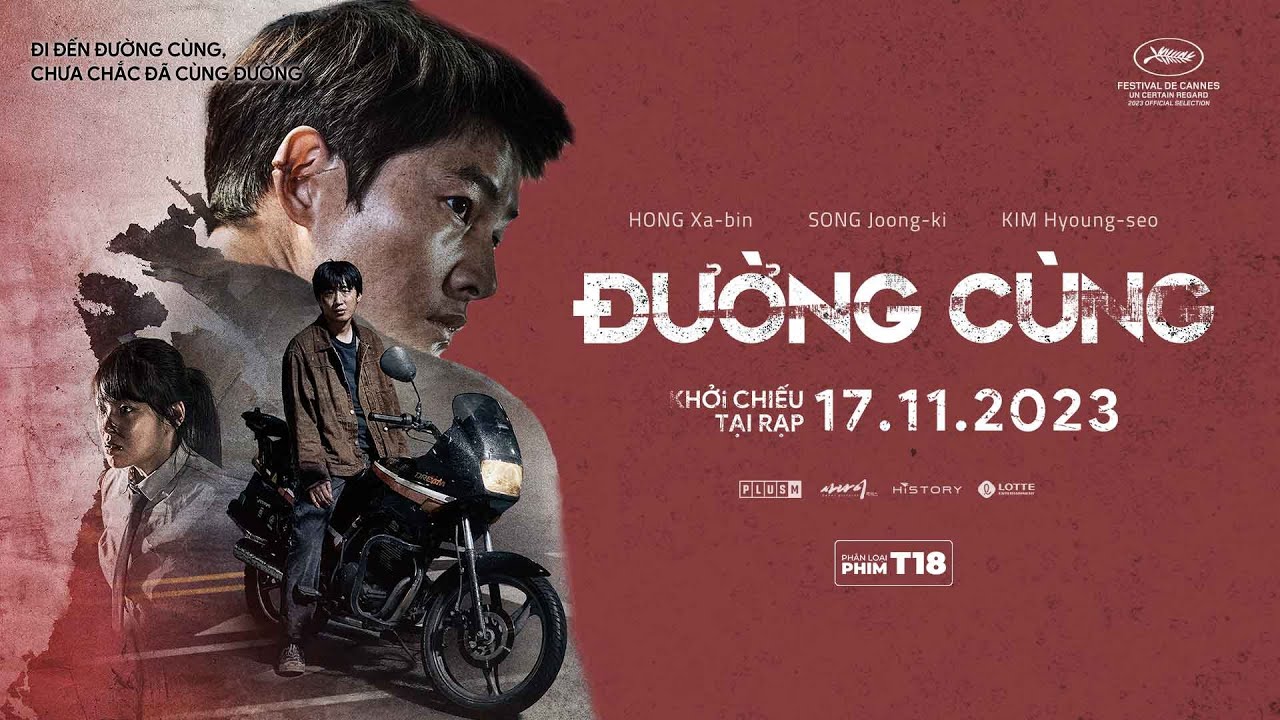 ĐI ĐẾN ĐƯỜNG CÙNG,
CHƯA CHẮC ĐÃ CÙNG ĐƯỜNG
FESTIVAL DE CANNES
UN CERTAIN REGARD
2023 OFFICIAL SELECTION
HONG Xa-bin SONG Joong-ki KIM Hyoung-seo
ĐƯỜNG CÙNG
KHỞI CHIẾU
TẠI RẠP 17.11.2023
PLUSM HiSTORY LOTTE
PHÂN LOẠI
PHIM T18